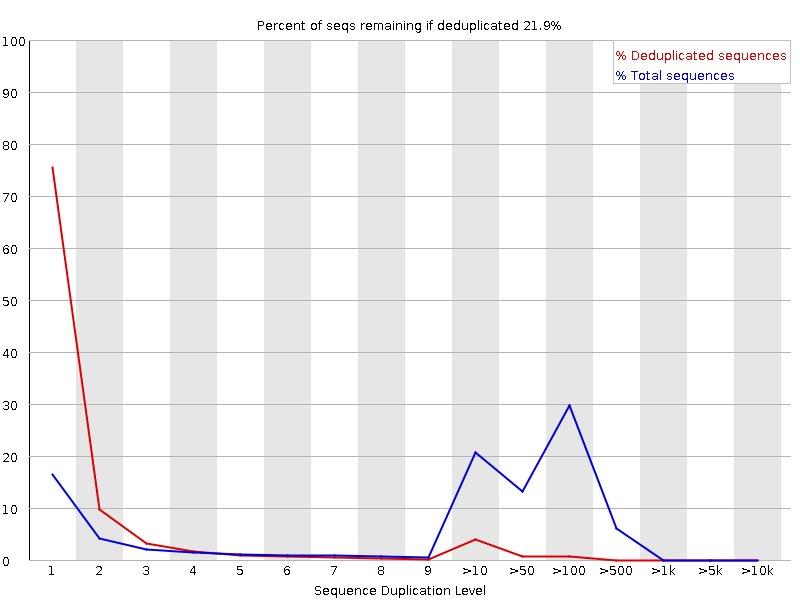 Percent of seqs remaining if deduplicated 21.9%
% Deduplicated sequences
% Total sequences
100
90
80
70
60
50
40
30
20
10
0
1 2 3 4 5 6 7 8 9 >10 >50 >100 >500 >1k >5k >10k
Sequence Duplication Level